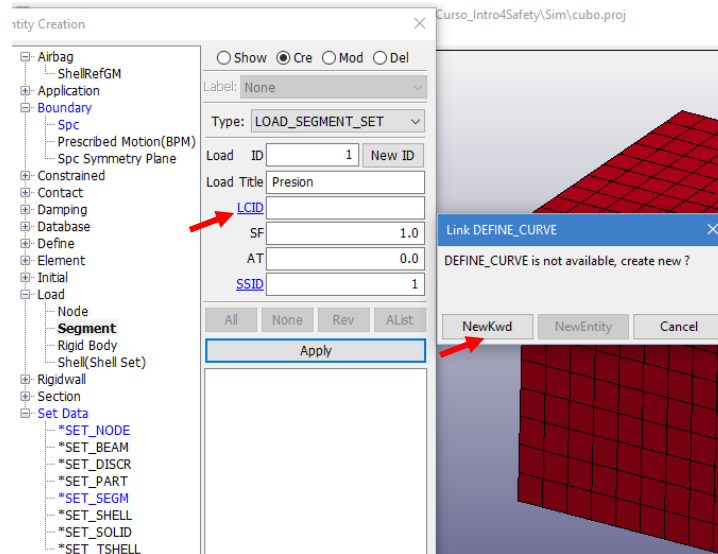 ntity Creation
Curso_Intro4Safety\Sim\cubo.proj
Airbag
ShellRefGM
Application
Boundary
Spc
Prescribed Motion(BPM)
Spc Symmetry Plane
Constrained
Contact
Damping
Database
Define
Element
Initial
Load
Node
Segment
Rigid Body
Shell(Shell Set)
Rigidwall
Section
Set Data
*SET_NODE
*SET_BEAM
*SET_DISCR
*SET_PART
*SET_SEGM
*SET_SHELL
*SET_SOLID
*SET_TSHELL
Show Cre Mod Del
Label: None
Type: LOAD_SEGMENT_SET
Load ID 1 New ID
Load Title Presion
LCID
SF 1.0
AT 0.0
SSID 1
All None Rev AList
Apply
Link DEFINE_CURVE
DEFINE_CURVE is not available, create new ?
NewKwd NewEntity Cancel